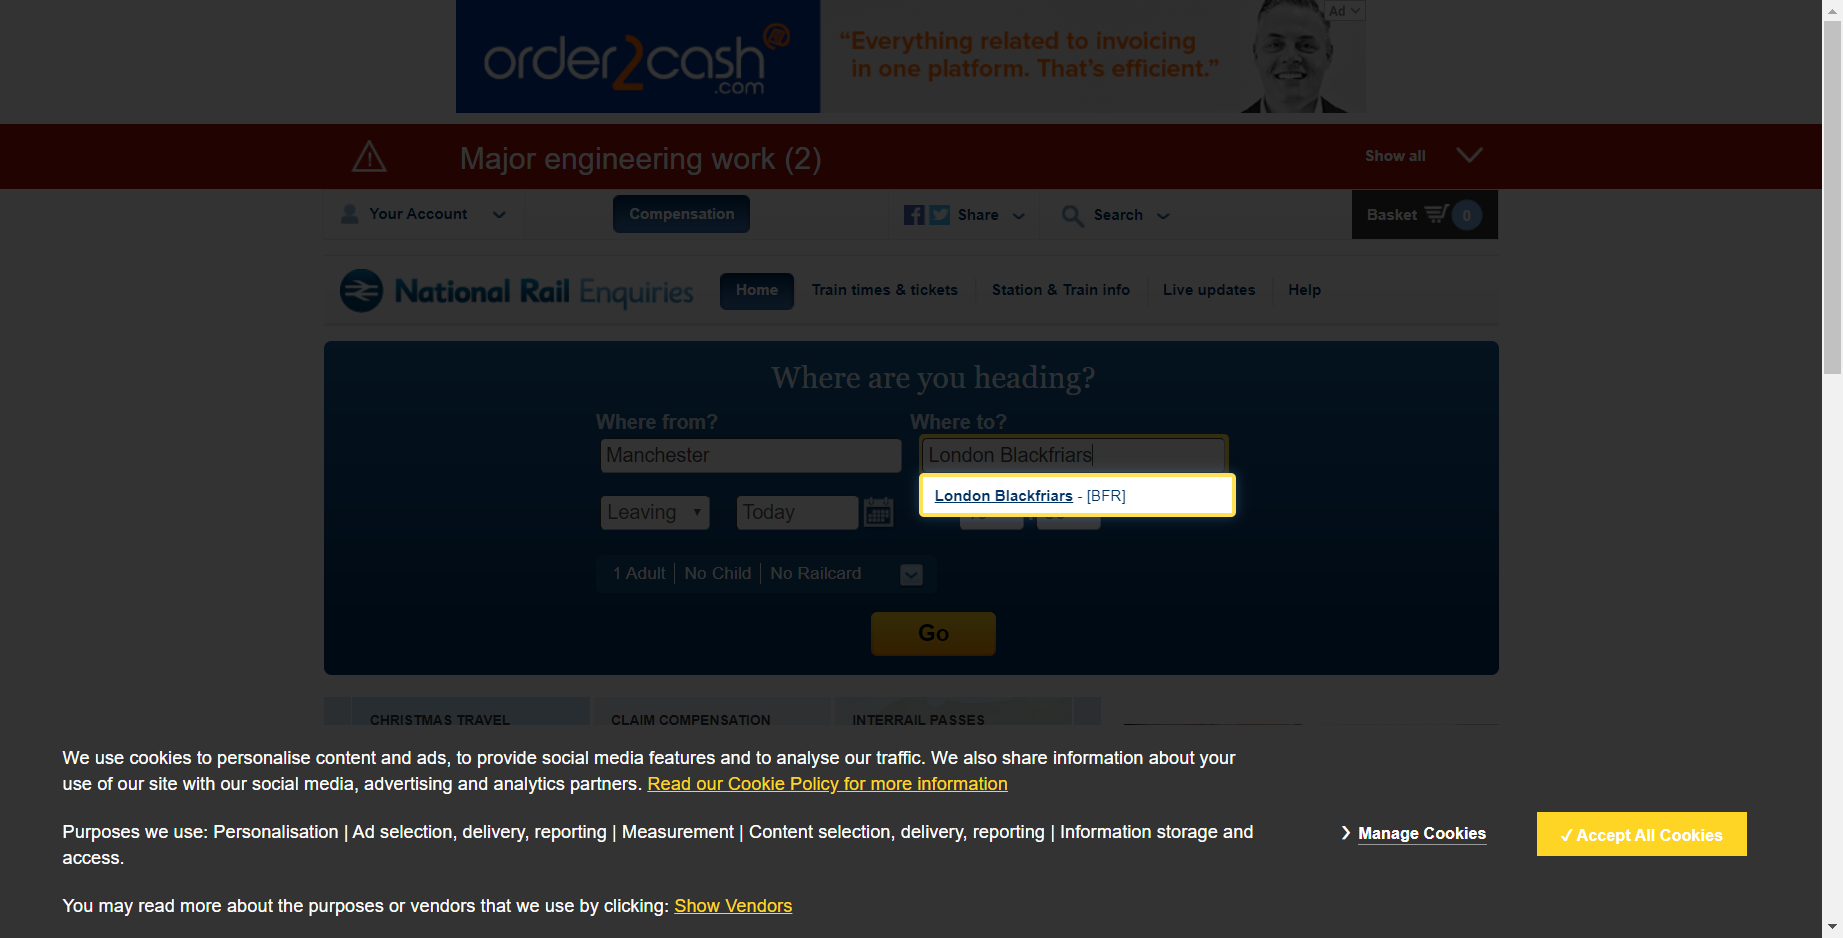 order2cash
.com
"Everything related to invoicing
in one platform. That's efficient."
Ad
Major engineering work (2)
Show all
Your Account
Compensation
Share
Search
Basket
0
National Rail Enquiries
Home
Train times & tickets
Station & Train info
Live updates
Help
Where are you heading?
Where from?
Where to?
Manchester
London Blackfriars
London Blackfriars - [BFR]
Leaving
Today
1 Adult
No Child
No Railcard
Go
CHRISTMAS TRAVEL
CLAIM COMPENSATION
INTERRAIL PASSES
We use cookies to personalise content and ads, to provide social media features and to analyse our traffic. We also share information about your
use of our site with our social media, advertising and analytics partners. Read our Cookie Policy for more information
Purposes we use: Personalisation | Ad selection, delivery, reporting | Measurement | Content selection, delivery, reporting | Information storage and
access.
Manage Cookies
✓ Accept All Cookies
You may read more about the purposes or vendors that we use by clicking: Show Vendors